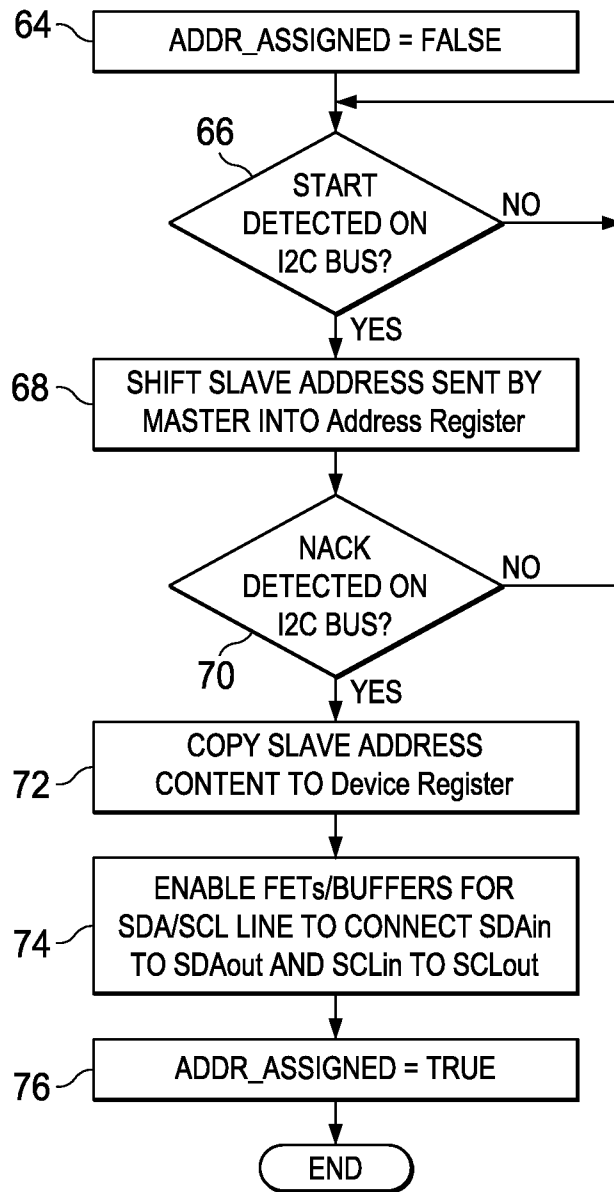 64
ADDR_ASSIGNED = FALSE
66
START
DETECTED ON
I2C BUS?
NO
YES
68
SHIFT SLAVE ADDRESS SENT BY
MASTER INTO Address Register
NACK
DETECTED ON
I2C BUS?
NO
70
YES
72
COPY SLAVE ADDRESS
CONTENT TO Device Register
74
ENABLE FETs/BUFFERS FOR
SDA/SCL LINE TO CONNECT SDAin
TO SDAout AND SCLin TO SCLout
76
ADDR_ASSIGNED = TRUE
END